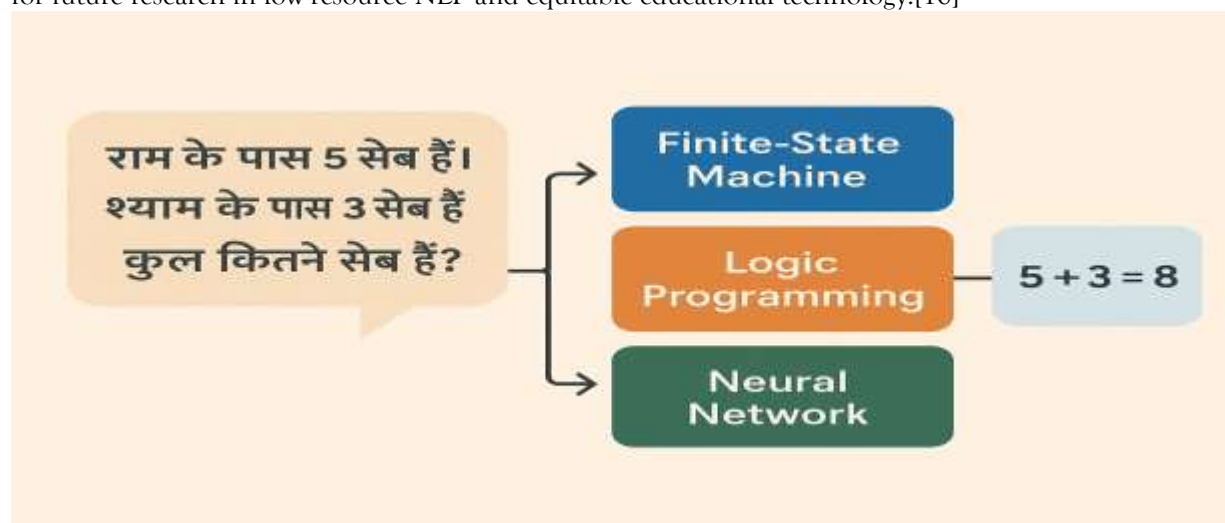 for future research in low resource NLP and equitable educational technology.[16]
राम के पास 5 सेब हैं।
श्याम के पास 3 सेब हैं
कुल कितने सेब हैं?
Finite-State
Machine
Logic
Programming
5 + 3 = 8
Neural
Network